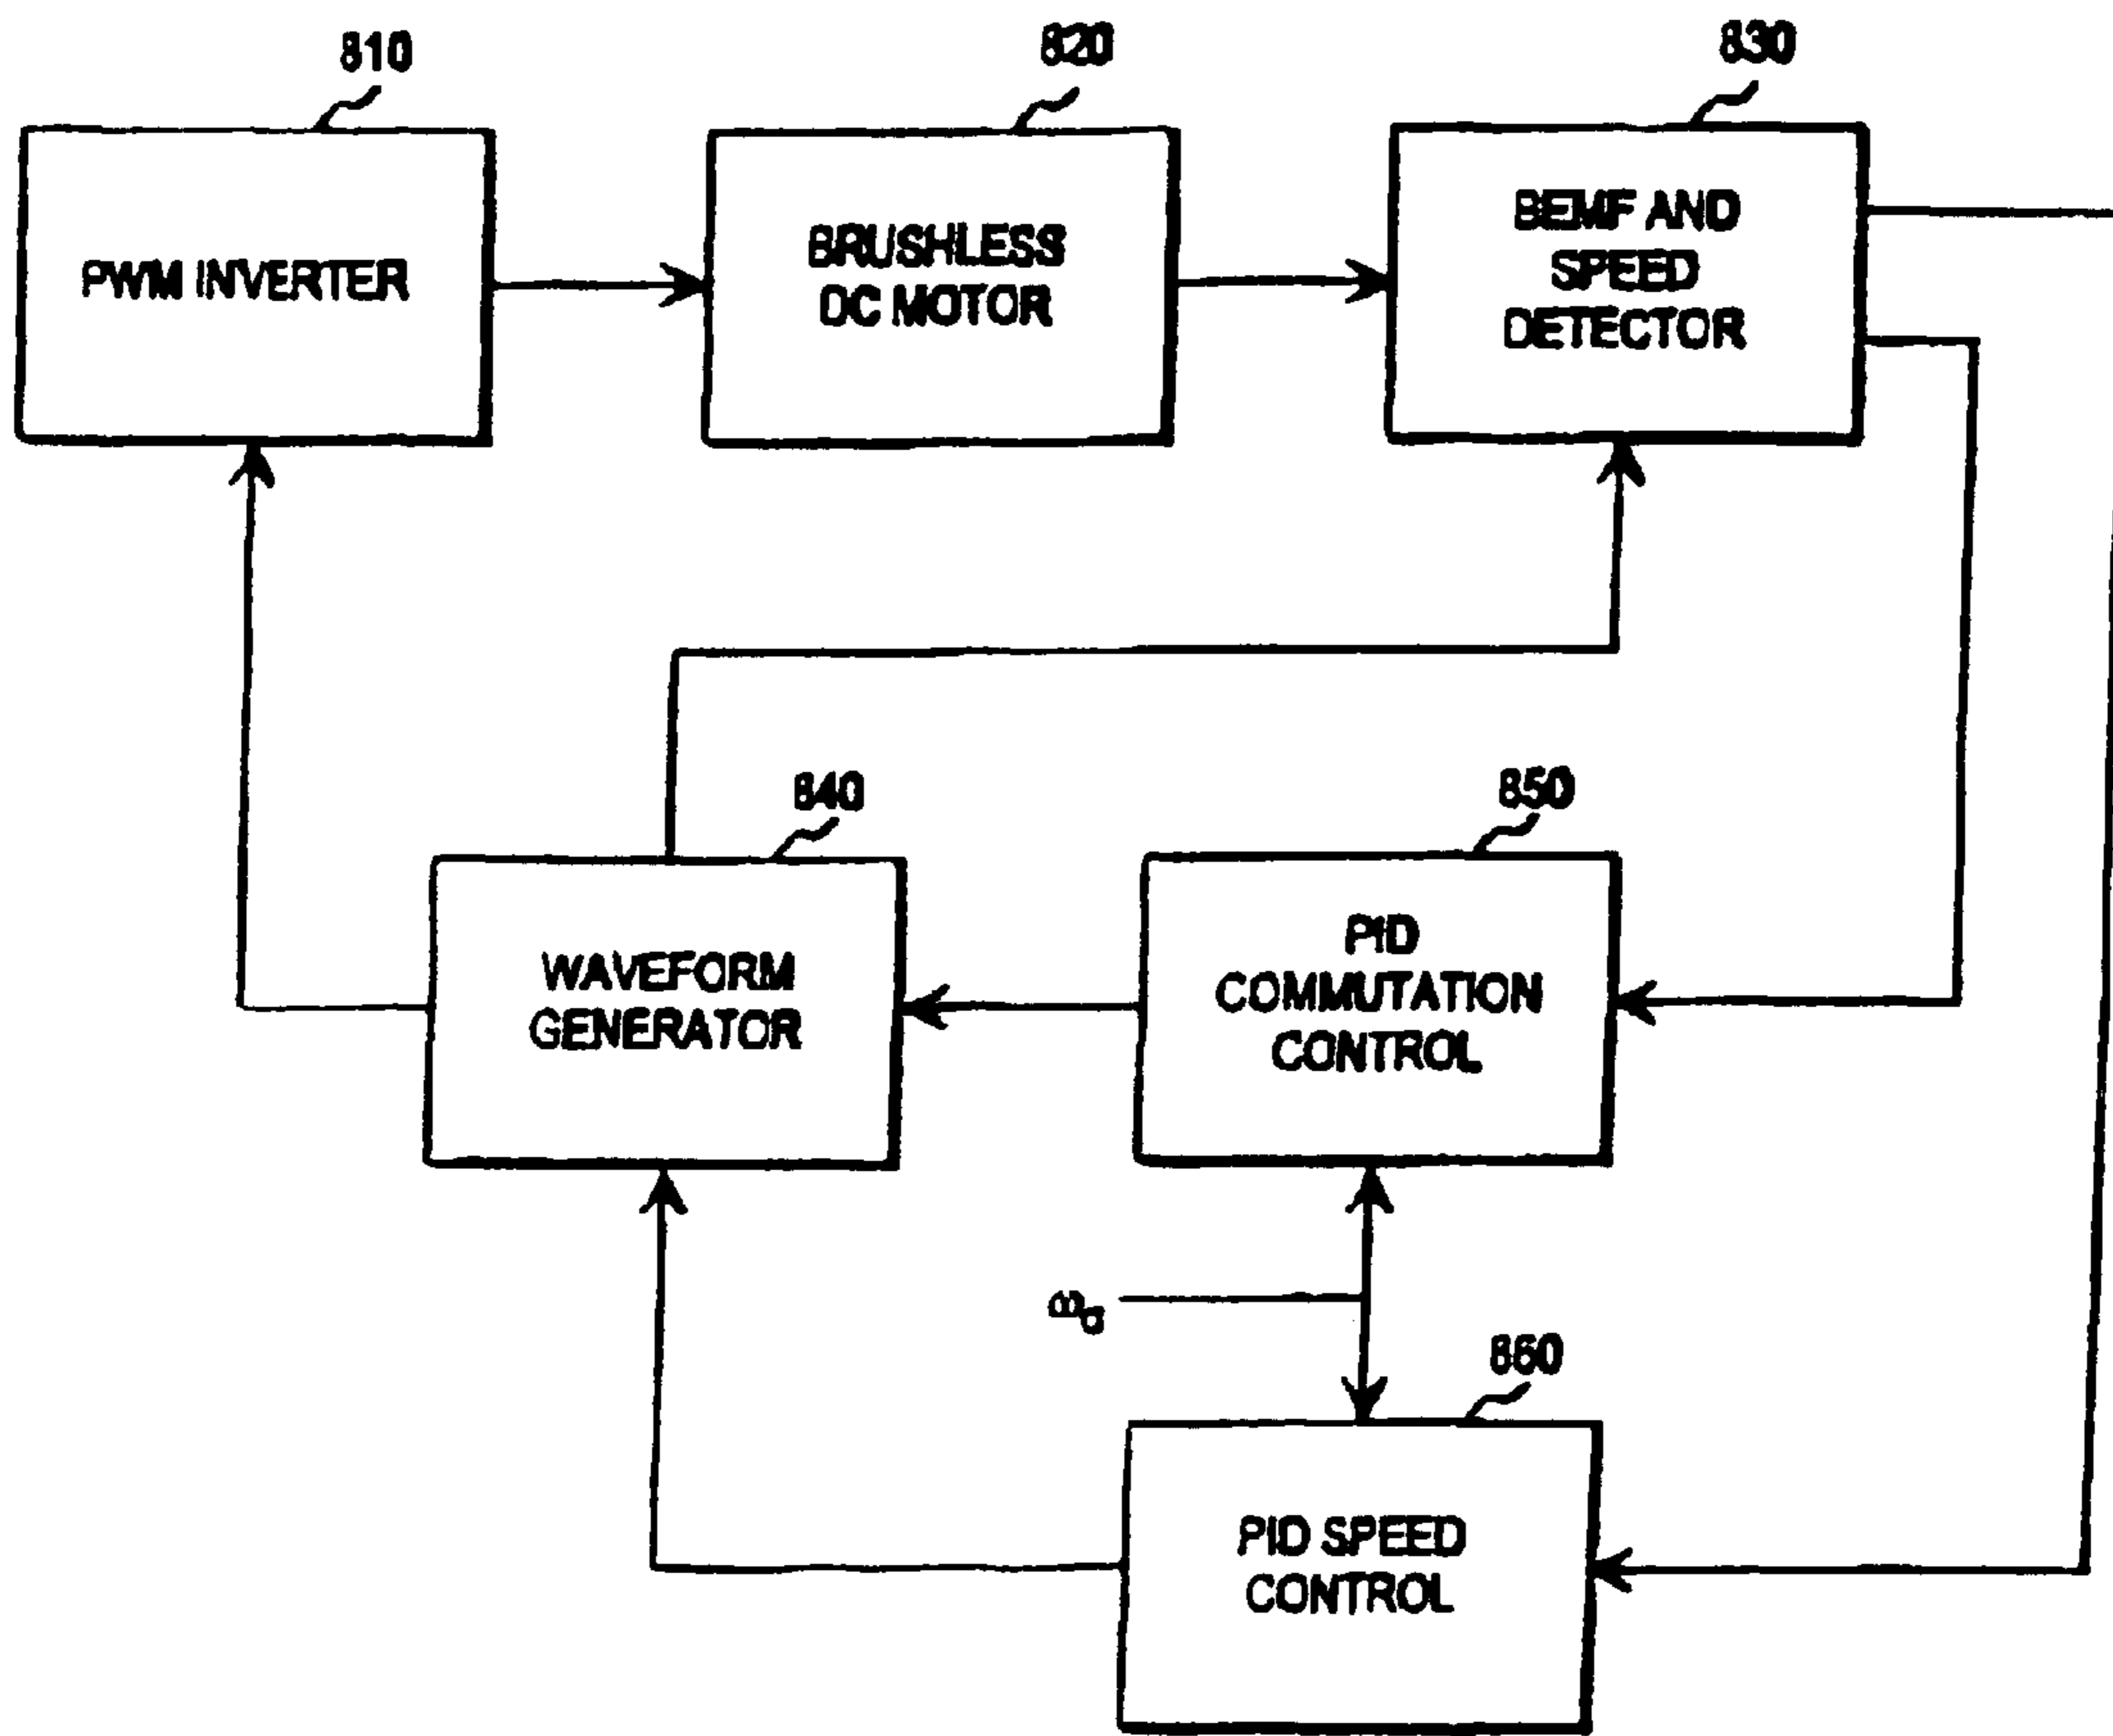 810
820
830
PWM INVERTER
BRUSHLESS
DC MOTOR
BEMF AND
SPEED
DETECTOR
840
850
WAVEFORM
GENERATOR
PID
COMMUTATION
CONTROL
860
PID SPEED
CONTROL